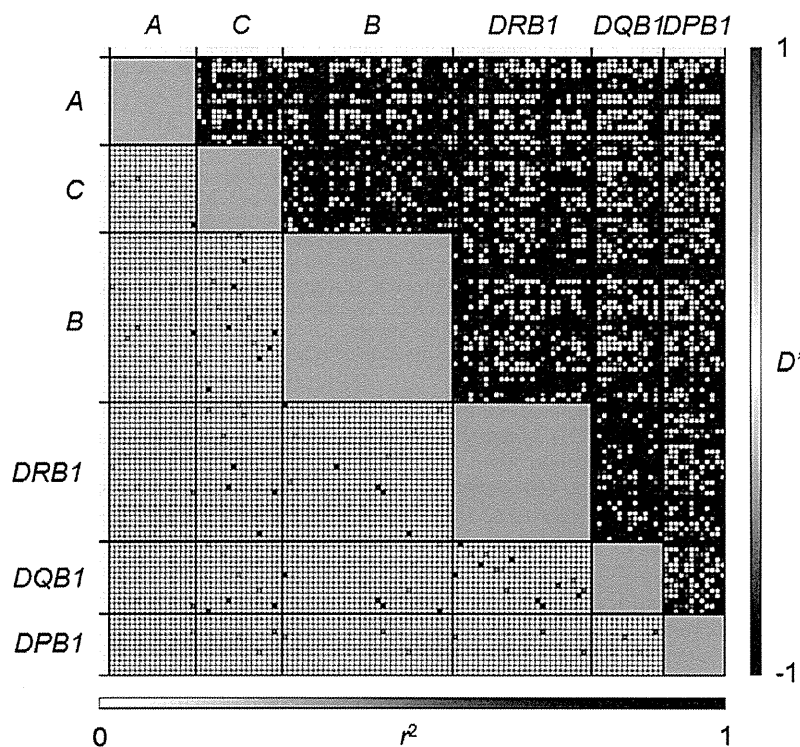 A C B DRB1 DQB1 DPB1
1
A
C
B
D'
DRB1
DQB1
DPB1
-1
0 r² 1